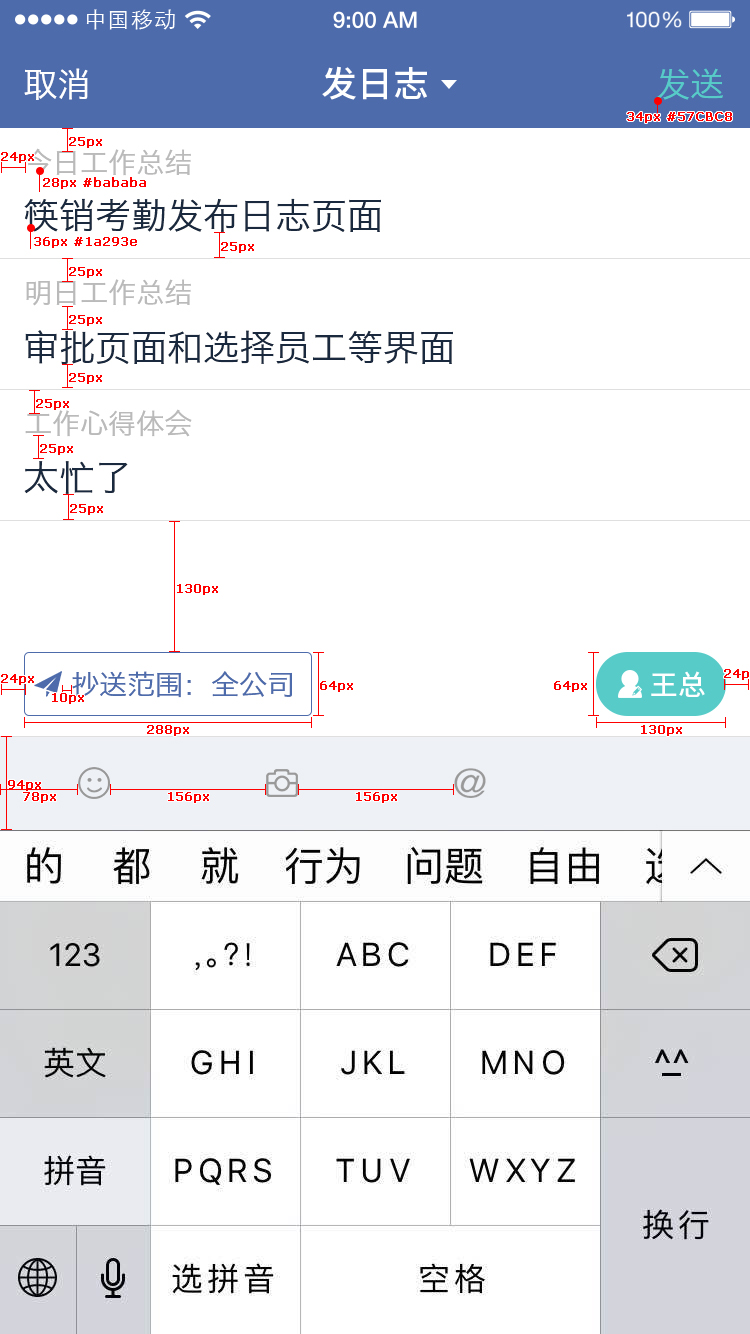 中国移动 9:00 AM 100%
取消 发日志 发送
34px #57CBC8
25px
24px 今日工作总结
28px #bababa
筷销考勤发布日志页面
36px #1a293e
25px
25px
明日工作总结
25px
审批页面和选择员工等界面
25px
25px
工作心得体会
25px
太忙了
25px
130px
24px 抄送范围：全公司 64px 64px 王总 24p
10px
288px 130px
94px
78px 156px 156px
@
的 都 就 行为 问题 自由
123 ,。?! ABC DEF
英文 GHI JKL MNO ^^
拼音 PQRS TUV WXYZ
换行
选拼音 空格